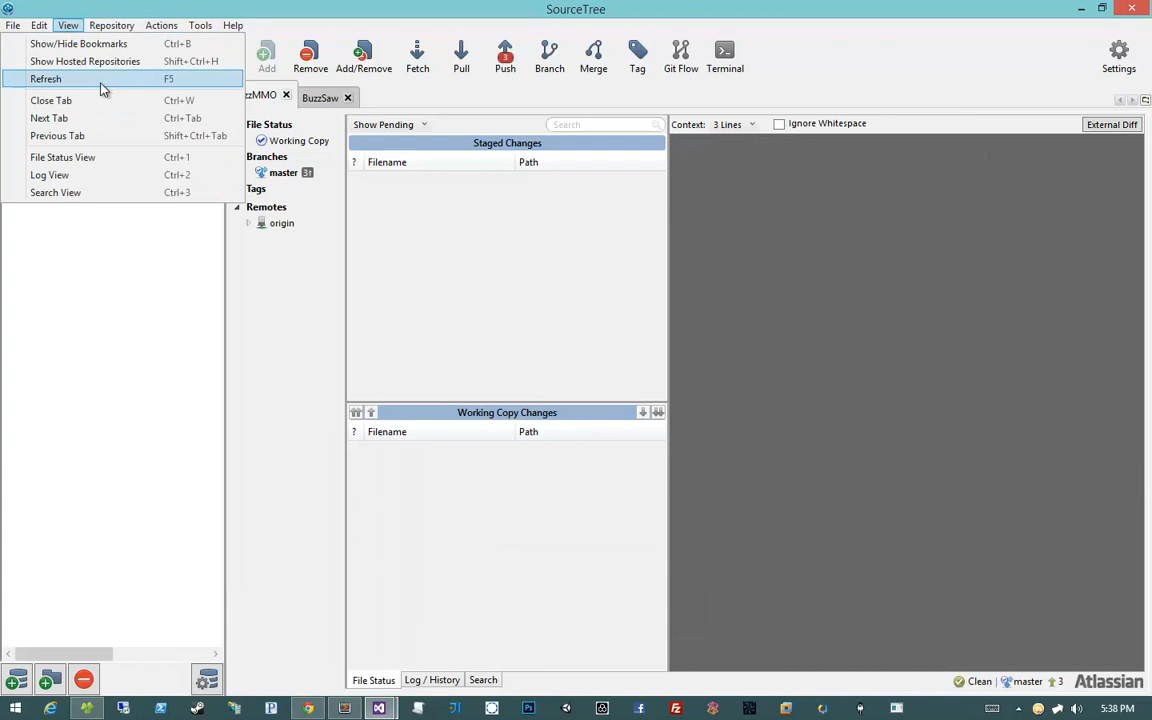 SourceTree
File Edit View Repository Actions Tools Help
Show/Hide Bookmarks Ctrl+B
Show Hosted Repositories Shift+Ctrl+H
Refresh F5
Close Tab Ctrl+W
Next Tab Ctrl+Tab
Previous Tab Shift+Ctrl+Tab
File Status View Ctrl+1
Log View Ctrl+2
Search View Ctrl+3
Add Remove Add/Remove Fetch Pull 3 Push Branch Merge Tag Git Flow Terminal Settings
zzMMO BuzzSaw
File Status
Working Copy
Branches
master 3↑
Tags
Remotes
origin
Show Pending Search
Staged Changes
? Filename Path
Working Copy Changes
? Filename Path
Context: 3 Lines Ignore Whitespace External Diff
File Status Log / History Search
Clean master 3 Atlassian
5:38 PM